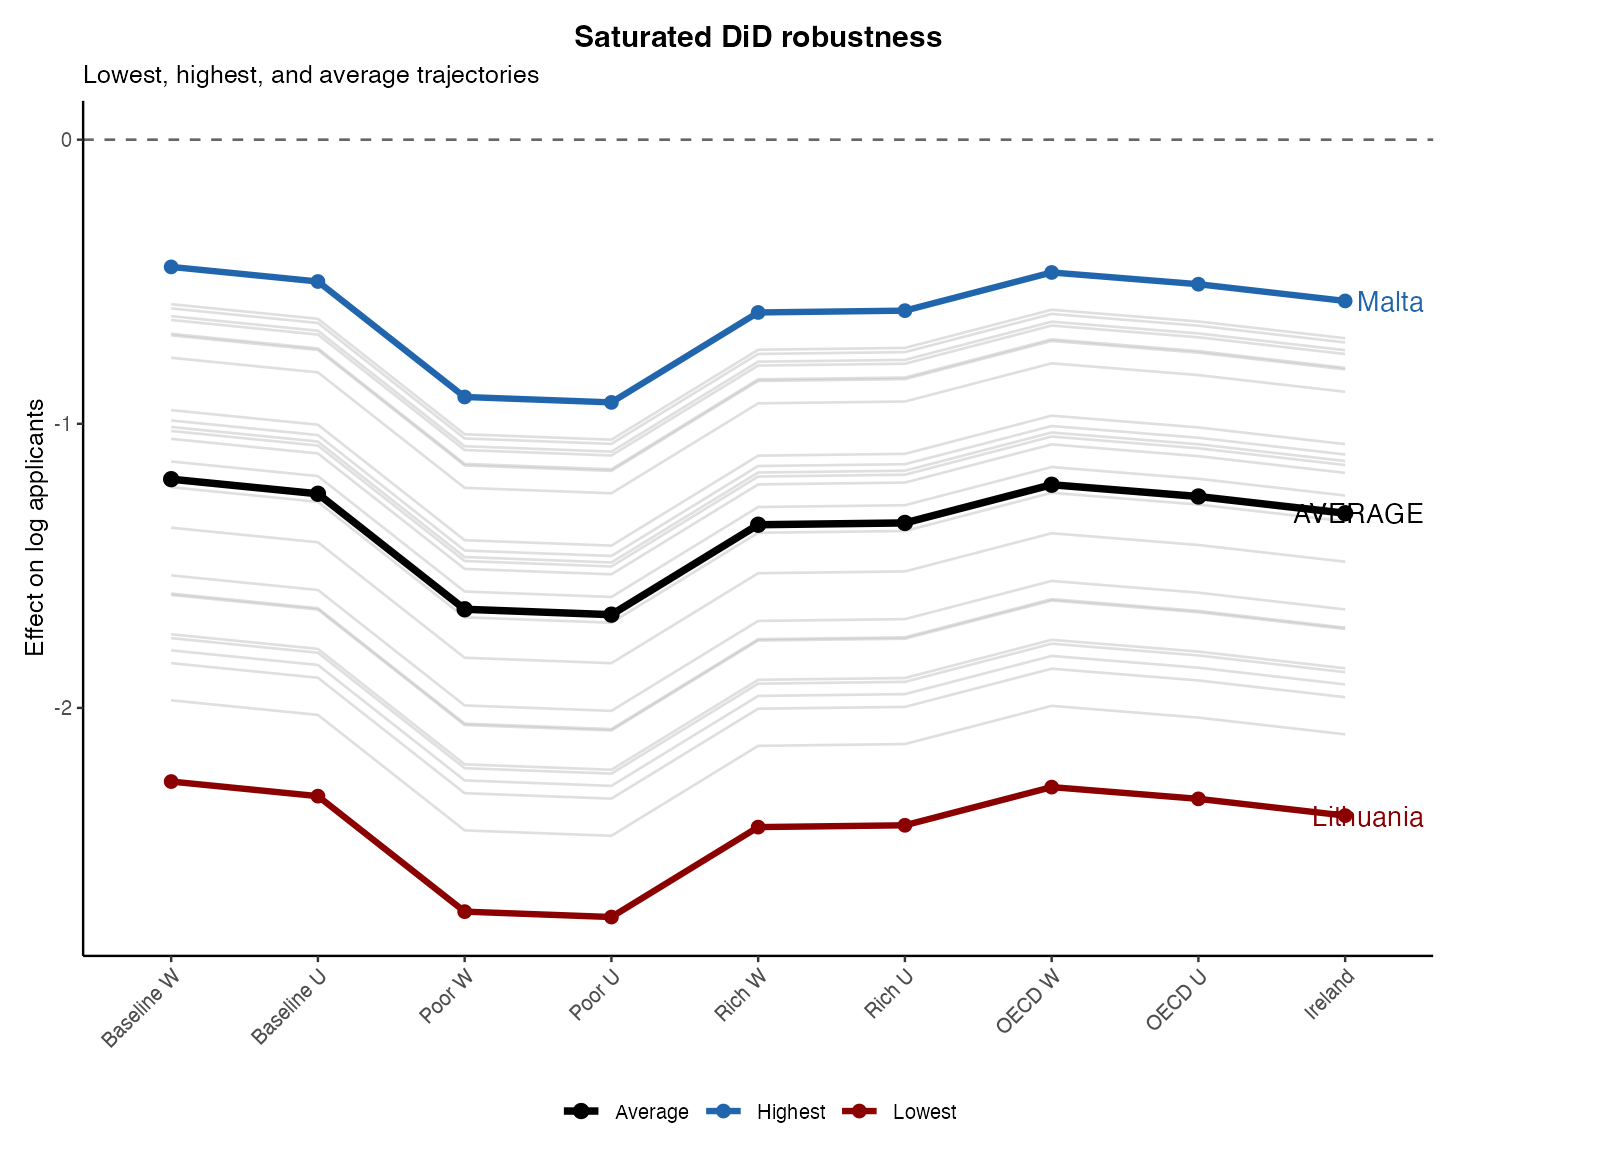 Saturated DiD robustness
Lowest, highest, and average trajectories
Effect on log applicants
0
-1
-2
Malta
AVERAGE
Lithuania
Baseline W
Baseline U
Poor W
Poor U
Rich W
Rich U
OECD W
OECD U
Ireland
Average
Highest
Lowest